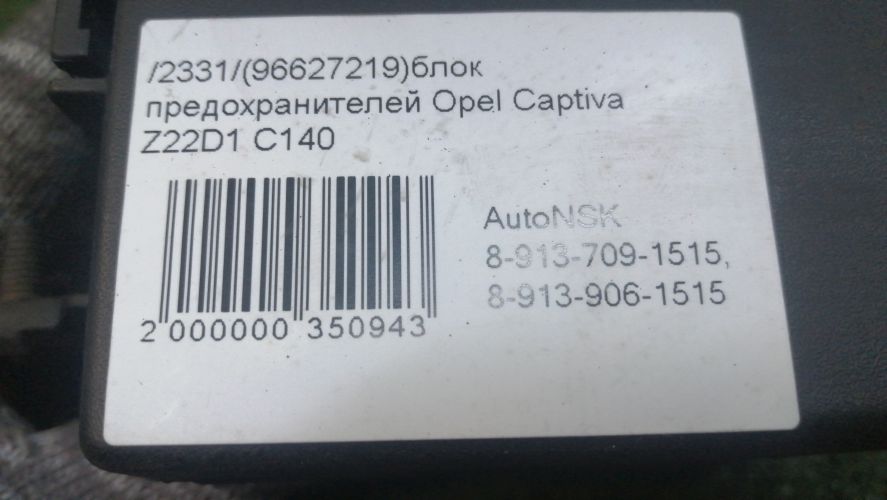 /2331/(96627219)блок
предохранителей Opel Captiva
Z22D1 C140
AutoNSK
8-913-709-1515,
8-913-906-1515
2 000000 350943